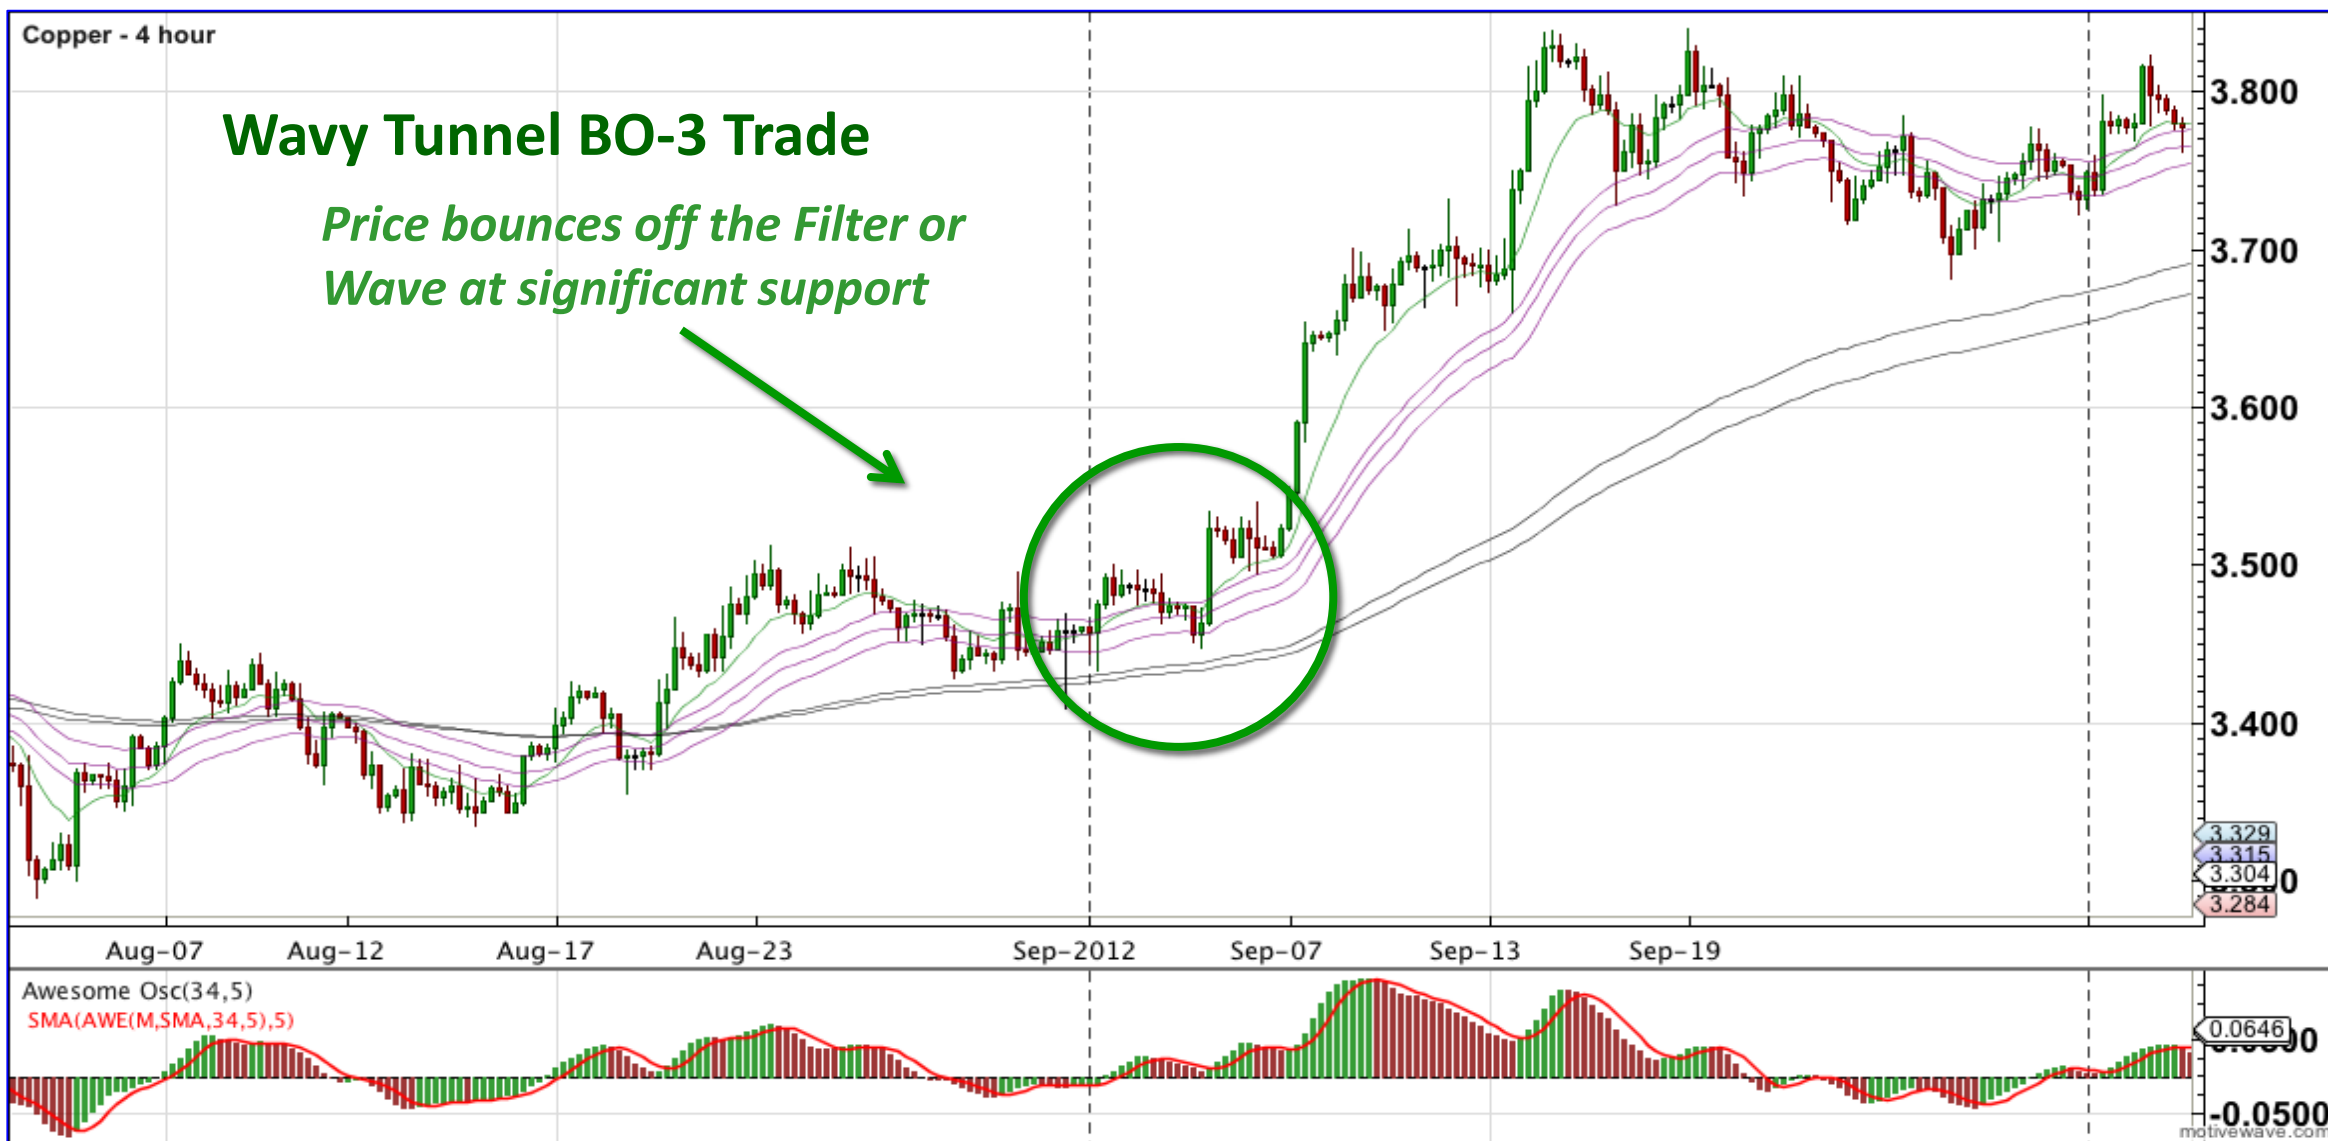 Copper - 4 hour
Wavy Tunnel BO-3 Trade
Price bounces off the Filter or
Wave at significant support
3.800
3.700
3.600
3.500
3.400
3.329
3.315
3.304
3.284
Aug-07 Aug-12 Aug-17 Aug-23 Sep-2012 Sep-07 Sep-13 Sep-19
Awesome Osc(34,5)
SMA(AWE(M,SMA,34,5),5)
0.0646
-0.0500
motivewave.com